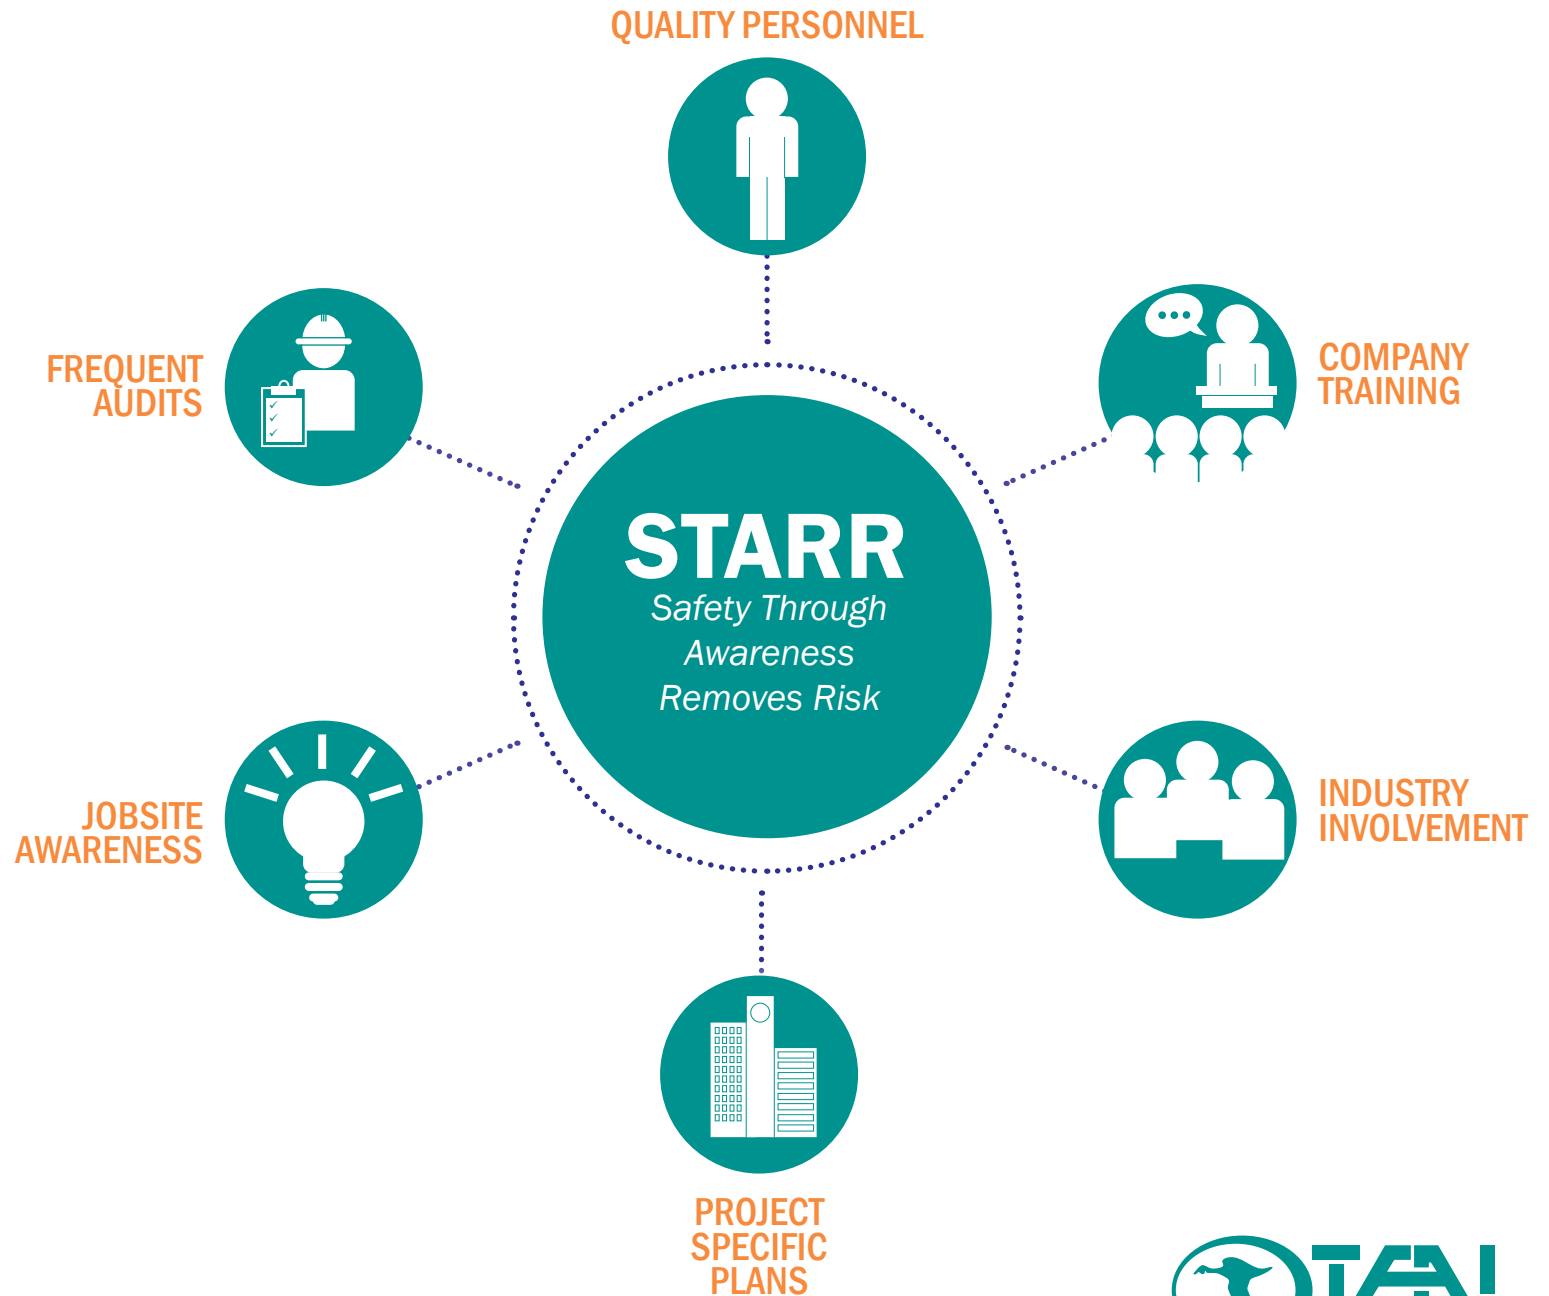 QUALITY PERSONNEL
FREQUENT
AUDITS
COMPANY
TRAINING
STARR
Safety Through
Awareness
Removes Risk
JOBSITE
AWARENESS
INDUSTRY
INVOLVEMENT
PROJECT
SPECIFIC
PLANS